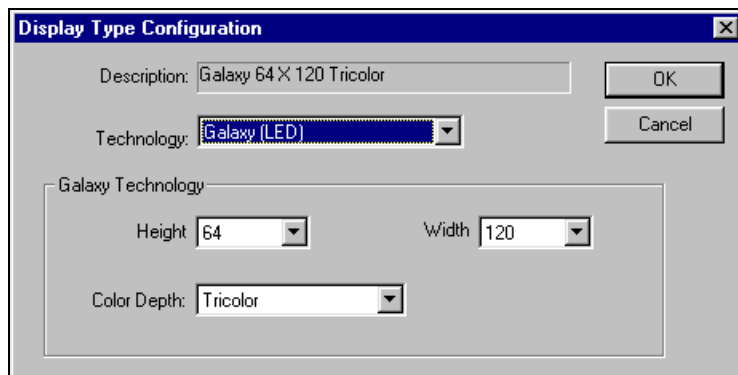 Display Type Configuration
Description: Galaxy 64 X 120 Tricolor
OK
Technology: Galaxy (LED)
Cancel
Galaxy Technology
Height 64 Width 120
Color Depth: Tricolor